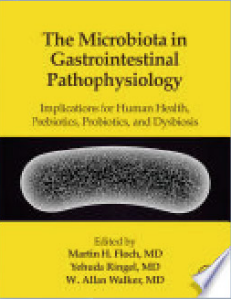 The Microbiota in
Gastrointestinal
Pathophysiology
Implications for Human Health,
Prebiotics, Probiotics, and Dysbiosis
Edited by
Martin H. Floch, MD
Yehuda Ringel, MD
W. Allan Walker, MD